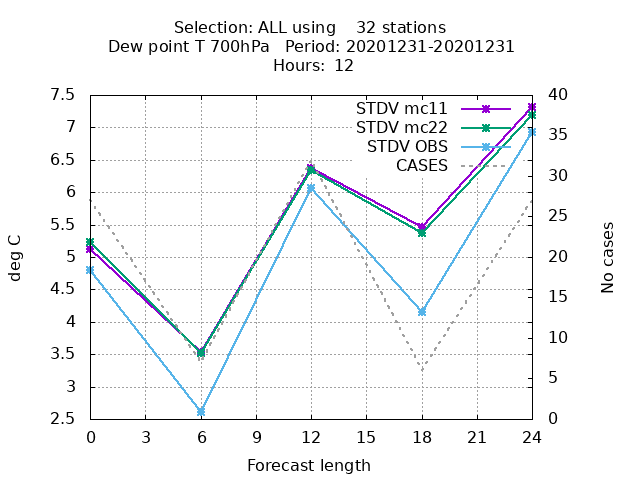 Selection: ALL using    32 stations
Dew point T 700hPa   Period: 20201231-20201231
Hours: 12
7.5
7
6.5
6
5.5
5
4.5
4
3.5
3
2.5
40
35
30
25
20
15
10
5
0
STDV mc11
STDV mc22
STDV OBS
CASES
deg C
No cases
0 3 6 9 12 15 18 21 24
Forecast length